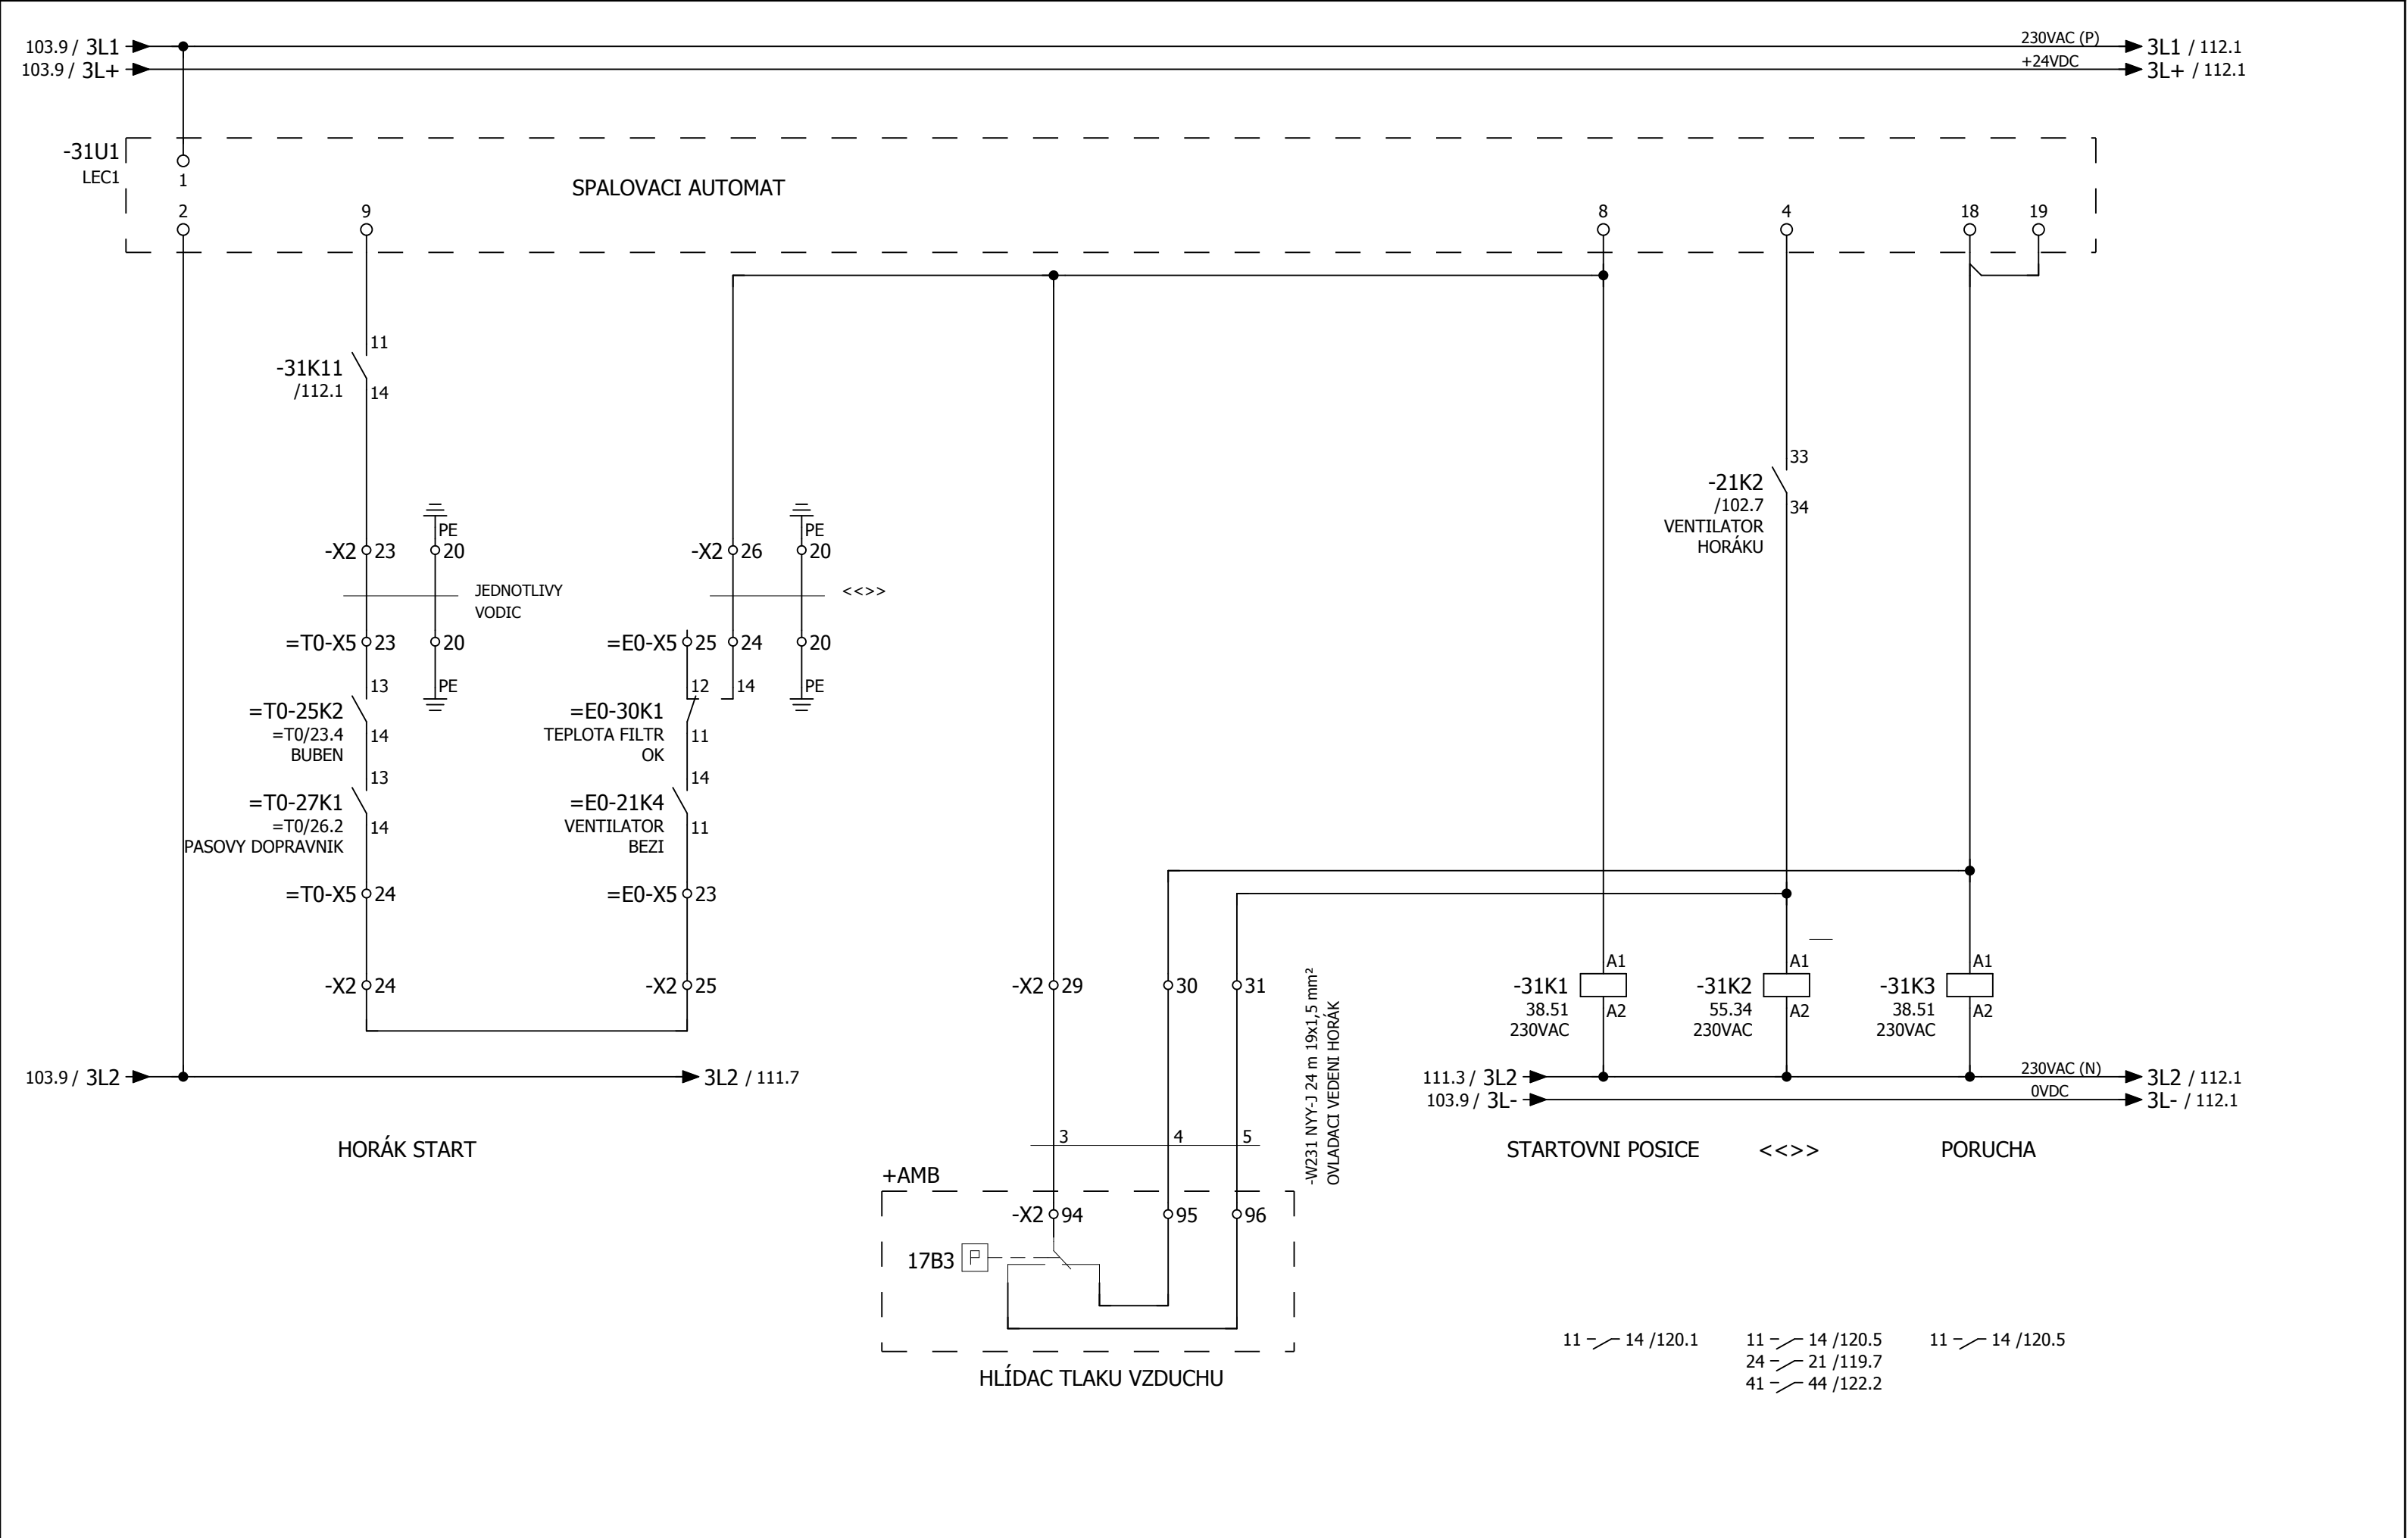 103.9 / 3L1
230VAC (P)
3L1 / 112.1
103.9 / 3L+
+24VDC
3L+ / 112.1
-31U1
LEC1
1
SPALOVACI AUTOMAT
2
9
8
4
18
19
11
-31K11
/112.1
14
33
-21K2
/102.7
34
VENTILATOR
HORÁKU
PE
PE
-X2 23
20
-X2 26
20
JEDNOTLIVY
VODIC
<<>>
=T0-X5 23
20
=E0-X5 25
24
20
13
PE
12
14
PE
=T0-25K2
=T0/23.4
14
BUBEN
=E0-30K1
TEPLOTA FILTR
11
OK
13
14
=T0-27K1
=T0/26.2
14
PASOVY DOPRAVNIK
=E0-21K4
VENTILATOR
11
BEZI
=T0-X5 24
=E0-X5 23
-X2 24
-X2 25
-X2 29
30
31
-W231 NYY-J 24 m 19x1,5 mm²
OVLADACI VEDENI HORÁK
A1
-31K1
38.51
A2
230VAC
A1
-31K2
55.34
A2
230VAC
A1
-31K3
38.51
A2
230VAC
103.9 / 3L2
3L2 / 111.7
111.3 / 3L2
230VAC (N)
3L2 / 112.1
103.9 / 3L-
0VDC
3L- / 112.1
HORÁK START
3
4
5
STARTOVNI POSICE
<<>>
PORUCHA
+AMB
-X2 94
95
96
17B3
P
HLÍDAC TLAKU VZDUCHU
11 14 /120.1
11 14 /120.5
24 21 /119.7
41 44 /122.2
11 14 /120.5